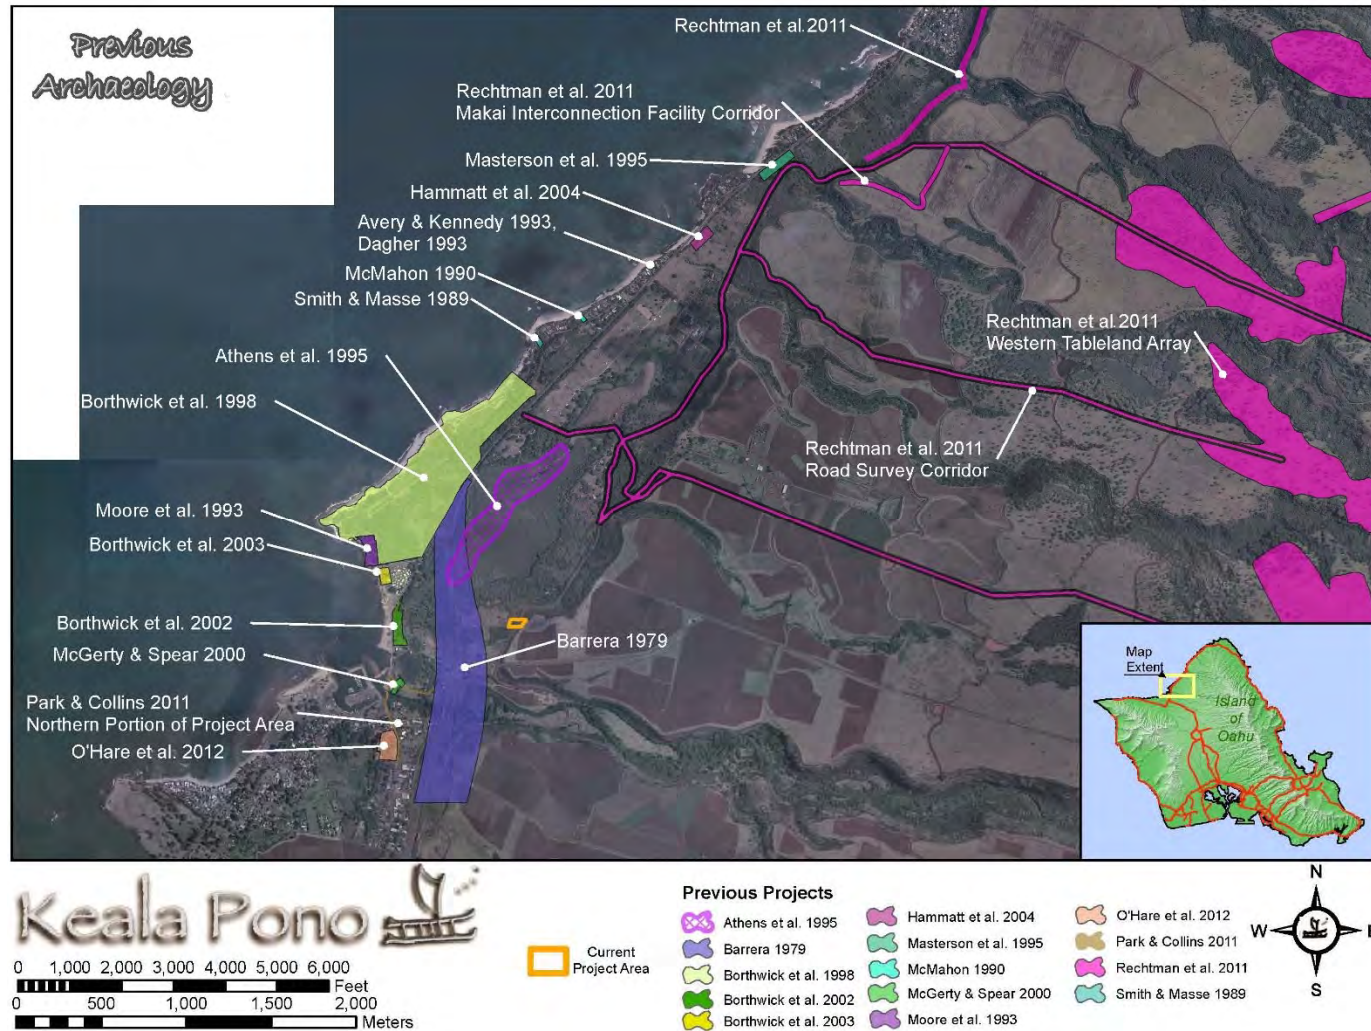 Previous
Archaeology
Rechtman et al.2011
Rechtman et al. 2011
Makai Interconnection Facility Corridor
Masterson et al. 1995
Hammatt et al. 2004
Avery & Kennedy 1993,
Dagher 1993
McMahon 1990
Smith & Masse 1989
Athens et al. 1995
Borthwick et al. 1998
Rechtman et al.2011
Western Tableland Array
Rechtman et al. 2011
Road Survey Corridor
Moore et al. 1993
Borthwick et al. 2003
Borthwick et al. 2002
McGerty & Spear 2000
Barrera 1979
Park & Collins 2011
Northern Portion of Project Area
O'Hare et al. 2012
Map
Extent
Island
of
Oahu
Keala Pono
0 1,000 2,000 3,000 4,000 5,000 6,000
Feet
0 500 1,000 1,500 2,000
Meters
Current
Project Area
Previous Projects
Athens et al. 1995
Barrera 1979
Borthwick et al. 1998
Borthwick et al. 2002
Borthwick et al. 2003
Hammatt et al. 2004
Masterson et al. 1995
McMahon 1990
McGerty & Spear 2000
Moore et al. 1993
O'Hare et al. 2012
Park & Collins 2011
Rechtman et al. 2011
Smith & Masse 1989
N
W E
S